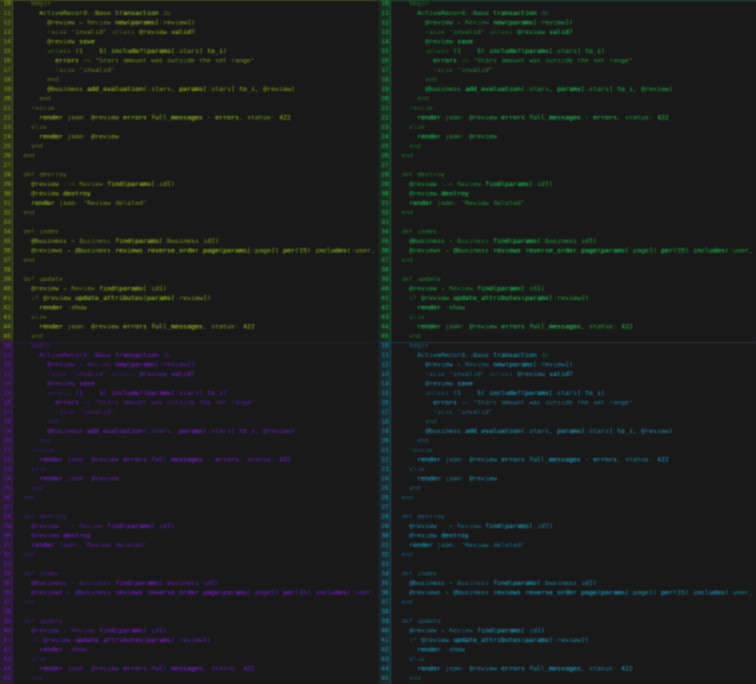 10 begin
11 ActiveRecord::Base transaction do
12 @review = Review new(params[:review])
13 raise "invalid" unless @review valid?
14 @review save
15 unless (1 5) include?(params[:stars] to_i)
16 errors << "Stars amount was outside the set range"
17 raise "invalid"
18 end
19 @business add_evaluation(:stars, params[:stars] to_i, @review)
20 end
21 rescue
22 render json: @review errors full_messages + errors, status: 422
23 else
24 render json: @review
25 end
26 end
27
28 def destroy
29 @review = Review find(params[:id])
30 @review destroy
31 render json: "Review deleted"
32 end
33
34 def index
35 @business = Business find(params[:business_id])
36 @reviews = @business reviews reverse_order page(params[:page]) per(15) includes(:user,
37 end
38
39 def update
40 @review = Review find(params[:id])
41 if @review update_attributes(params[:review])
42 render :show
43 else
44 render json: @review errors full_messages, status: 422
45 end
10 begin
11 ActiveRecord::Base transaction do
12 @review = Review new(params[:review])
13 raise "invalid" unless @review valid?
14 @review save
15 unless (1 5) include?(params[:stars] to_i)
16 errors << "Stars amount was outside the set range"
17 raise "invalid"
18 end
19 @business add_evaluation(:stars, params[:stars] to_i, @review)
20 end
21 rescue
22 render json: @review errors full_messages + errors, status: 422
23 else
24 render json: @review
25 end
26 end
27
28 def destroy
29 @review = Review find(params[:id])
30 @review destroy
31 render json: "Review deleted"
32 end
33
34 def index
35 @business = Business find(params[:business_id])
36 @reviews = @business reviews reverse_order page(params[:page]) per(15) includes(:user,
37 end
38
39 def update
40 @review = Review find(params[:id])
41 if @review update_attributes(params[:review])
42 render :show
43 else
44 render json: @review errors full_messages, status: 422
45 end
10 begin
11 ActiveRecord::Base transaction do
12 @review = Review new(params[:review])
13 raise "invalid" unless @review valid?
14 @review save
15 unless (1 5) include?(params[:stars] to_i)
16 errors << "Stars amount was outside the set range"
17 raise "invalid"
18 end
19 @business add_evaluation(:stars, params[:stars] to_i, @review)
20 end
21 rescue
22 render json: @review errors full_messages + errors, status: 422
23 else
24 render json: @review
25 end
26 end
27
28 def destroy
29 @review = Review find(params[:id])
30 @review destroy
31 render json: "Review deleted"
32 end
33
34 def index
35 @business = Business find(params[:business_id])
36 @reviews = @business reviews reverse_order page(params[:page]) per(15) includes(:user,
37 end
38
39 def update
40 @review = Review find(params[:id])
41 if @review update_attributes(params[:review])
42 render :show
43 else
44 render json: @review errors full_messages, status: 422
45 end
10 begin
11 ActiveRecord::Base transaction do
12 @review = Review new(params[:review])
13 raise "invalid" unless @review valid?
14 @review save
15 unless (1 5) include?(params[:stars] to_i)
16 errors << "Stars amount was outside the set range"
17 raise "invalid"
18 end
19 @business add_evaluation(:stars, params[:stars] to_i, @review)
20 end
21 rescue
22 render json: @review errors full_messages + errors, status: 422
23 else
24 render json: @review
25 end
26 end
27
28 def destroy
29 @review = Review find(params[:id])
30 @review destroy
31 render json: "Review deleted"
32 end
33
34 def index
35 @business = Business find(params[:business_id])
36 @reviews = @business reviews reverse_order page(params[:page]) per(15) includes(:user,
37 end
38
39 def update
40 @review = Review find(params[:id])
41 if @review update_attributes(params[:review])
42 render :show
43 else
44 render json: @review errors full_messages, status: 422
45 end